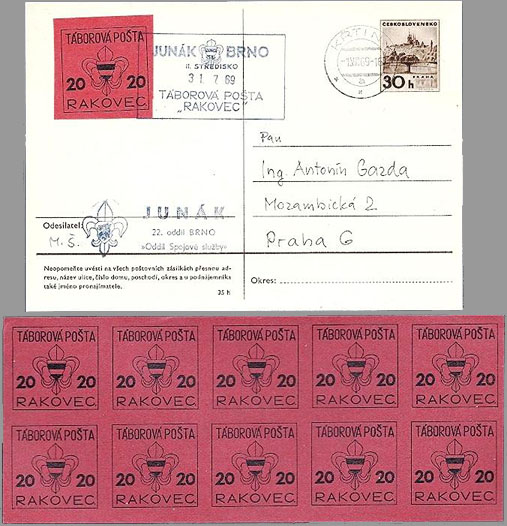 TÁBOROVÁ POŠTA
20 20
RAKOVEC
JUNÁK BRNO
II. STŘEDISKO
31 7 69
TÁBOROVÁ POŠTA
„RAKOVEC"
KŘTINY
ČESKOSLOVENSKO
PRAHA
30 h
Pan
Ing. Antonín Gazda
Mozambická 2
Praha 6
JUNÁK
22. oddíl BRNO
»Oddíl Spojové služby«
Odesílatel:
M. Š.
Neopomeňte uvésti na všech poštovních zásilkách přesnou ad-
resu, název ulice, číslo domu, poschodí, okres a u podnájemníka
také jméno pronajímatele.
25 h
Okres:
TÁBOROVÁ POŠTA TÁBOROVÁ POŠTA TÁBOROVÁ POŠTA TÁBOROVÁ POŠTA TÁBOROVÁ POŠTA
20 20 20 20 20 20 20 20 20 20
RAKOVEC RAKOVEC RAKOVEC RAKOVEC RAKOVEC
TÁBOROVÁ POŠTA TÁBOROVÁ POŠTA TÁBOROVÁ POŠTA TÁBOROVÁ POŠTA TÁBOROVÁ POŠTA
20 20 20 20 20 20 20 20 20 20
RAKOVEC RAKOVEC RAKOVEC RAKOVEC RAKOVEC